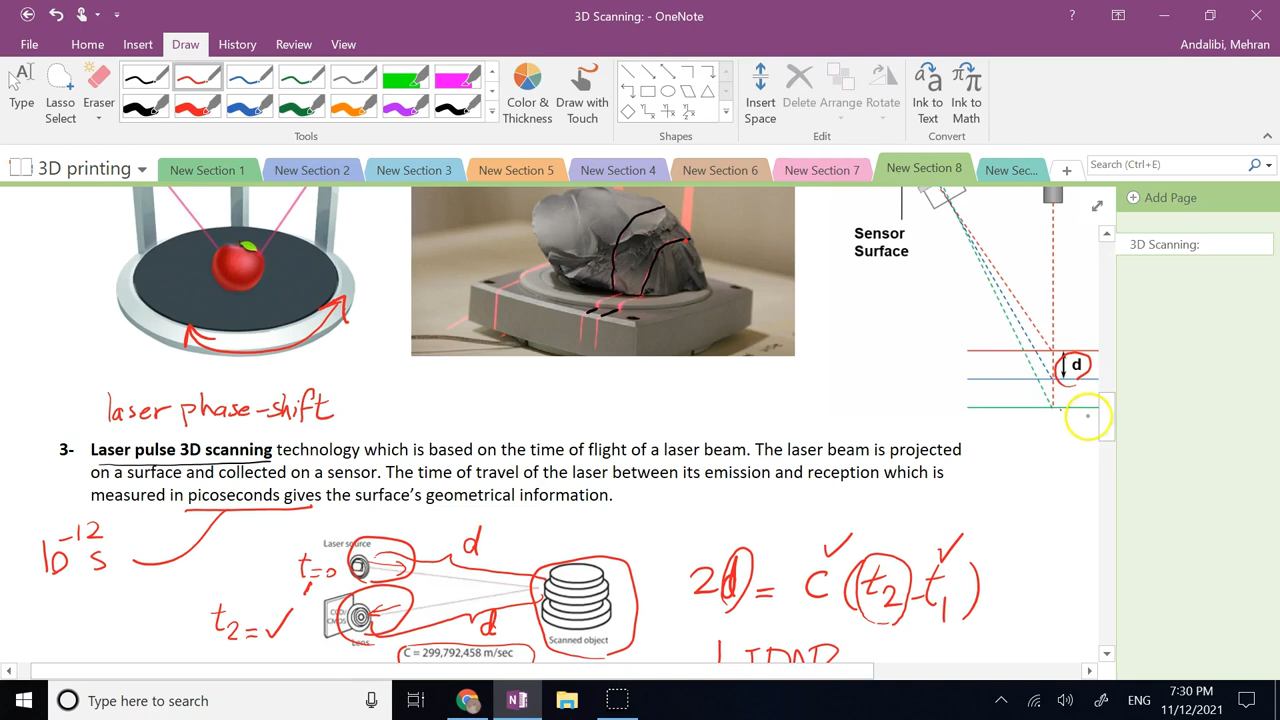 3D Scanning: - OneNote
File
Home
Insert
Draw
History
Review
View
Andalibi, Mehran
Type
Lasso Select
Eraser
Color & Thickness
Draw with Touch
Insert Space
Delete
Arrange
Rotate
Ink to Text
Ink to Math
Tools
Shapes
Edit
Convert
3D printing
New Section 1
New Section 2
New Section 3
New Section 4
New Section 5
New Section 6
New Section 7
New Section 8
New Sec...
Search (Ctrl+E)
Add Page
3D Scanning:
Sensor
Surface
d
laser phase-shift
3- Laser pulse 3D scanning technology which is based on the time of flight of a laser beam. The laser beam is projected
on a surface and collected on a sensor. The time of travel of the laser between its emission and reception which is
measured in picoseconds gives the surface's geometrical information.
10⁻¹² s
Laser source
d
t=0
t₂=✓
Lens
d
Scanned object
C = 299,792,458 m/sec
2d = C (t₂-t₁)
LIDAR
Type here to search
ENG
7:30 PM
11/12/2021